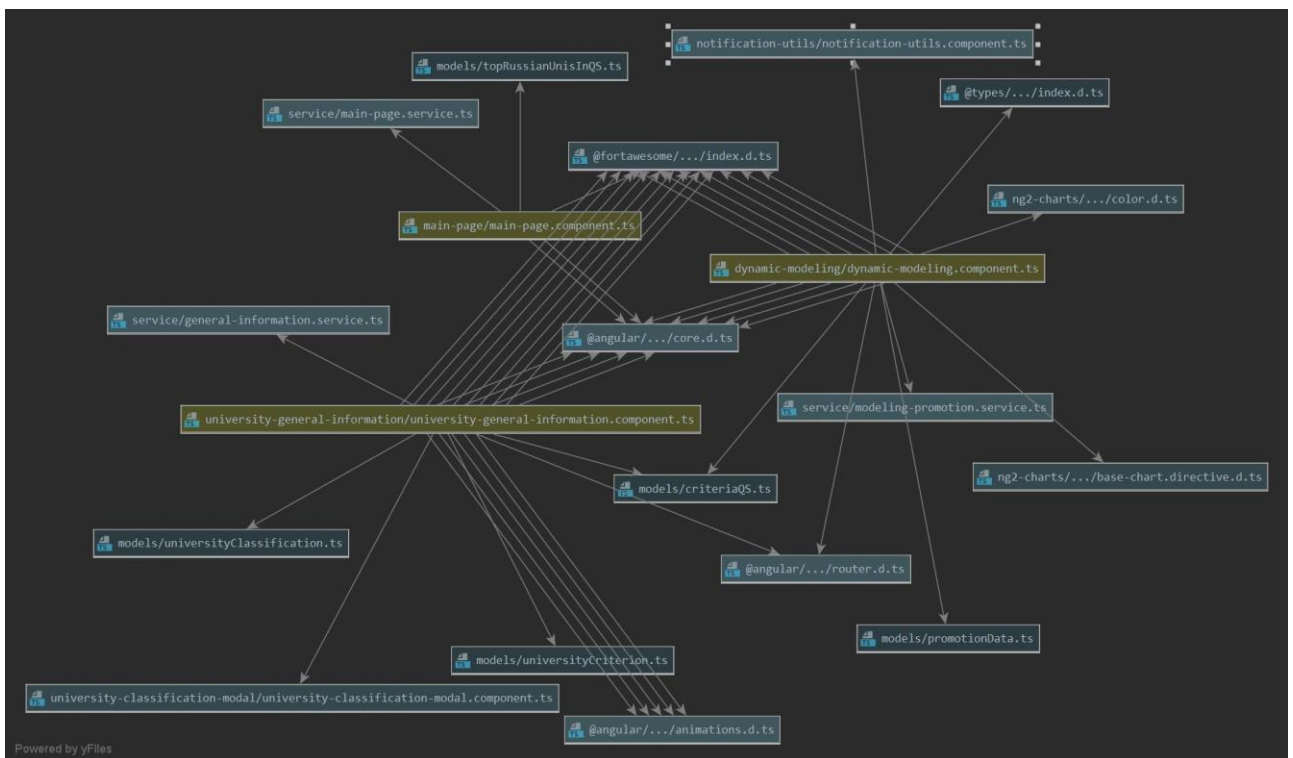 notification-utils/notification-utils.component.ts
models/topRussianUnisInQS.ts
@types/.../index.d.ts
service/main-page.service.ts
@fortawesome/.../index.d.ts
ng2-charts/.../color.d.ts
main-page/main-page.component.ts
dynamic-modeling/dynamic-modeling.component.ts
service/general-information.service.ts
@angular/.../core.d.ts
service/modeling-promotion.service.ts
university-general-information/university-general-information.component.ts
ng2-charts/.../base-chart.directive.d.ts
models/criteriaQS.ts
models/universityClassification.ts
@angular/.../router.d.ts
models/promotionData.ts
models/universityCriterion.ts
university-classification-modal/university-classification-modal.component.ts
@angular/.../animations.d.ts
Powered by yFiles